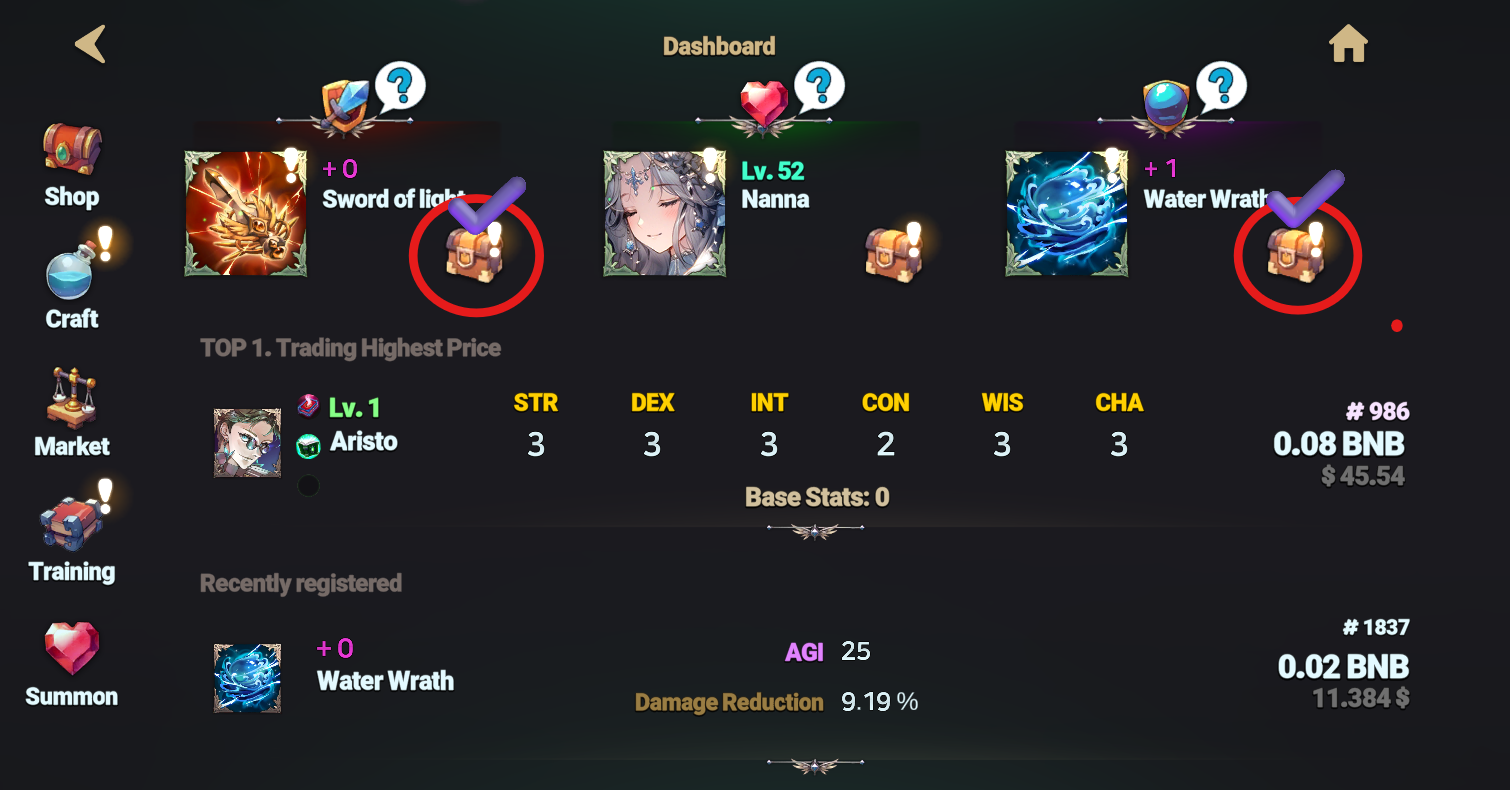 Dashboard
+ 0
Sword of light
Lv. 52
Nanna
+ 1
Water Wrath
Shop
Craft
Market
Training
Summon
TOP 1. Trading Highest Price
Lv. 1
Aristo
STR DEX INT CON WIS CHA
3 3 3 2 3 3
Base Stats: 0
# 986
0.08 BNB
$ 45.54
Recently registered
+ 0
Water Wrath
AGI 25
Damage Reduction 9.19 %
# 1837
0.02 BNB
11.384 $